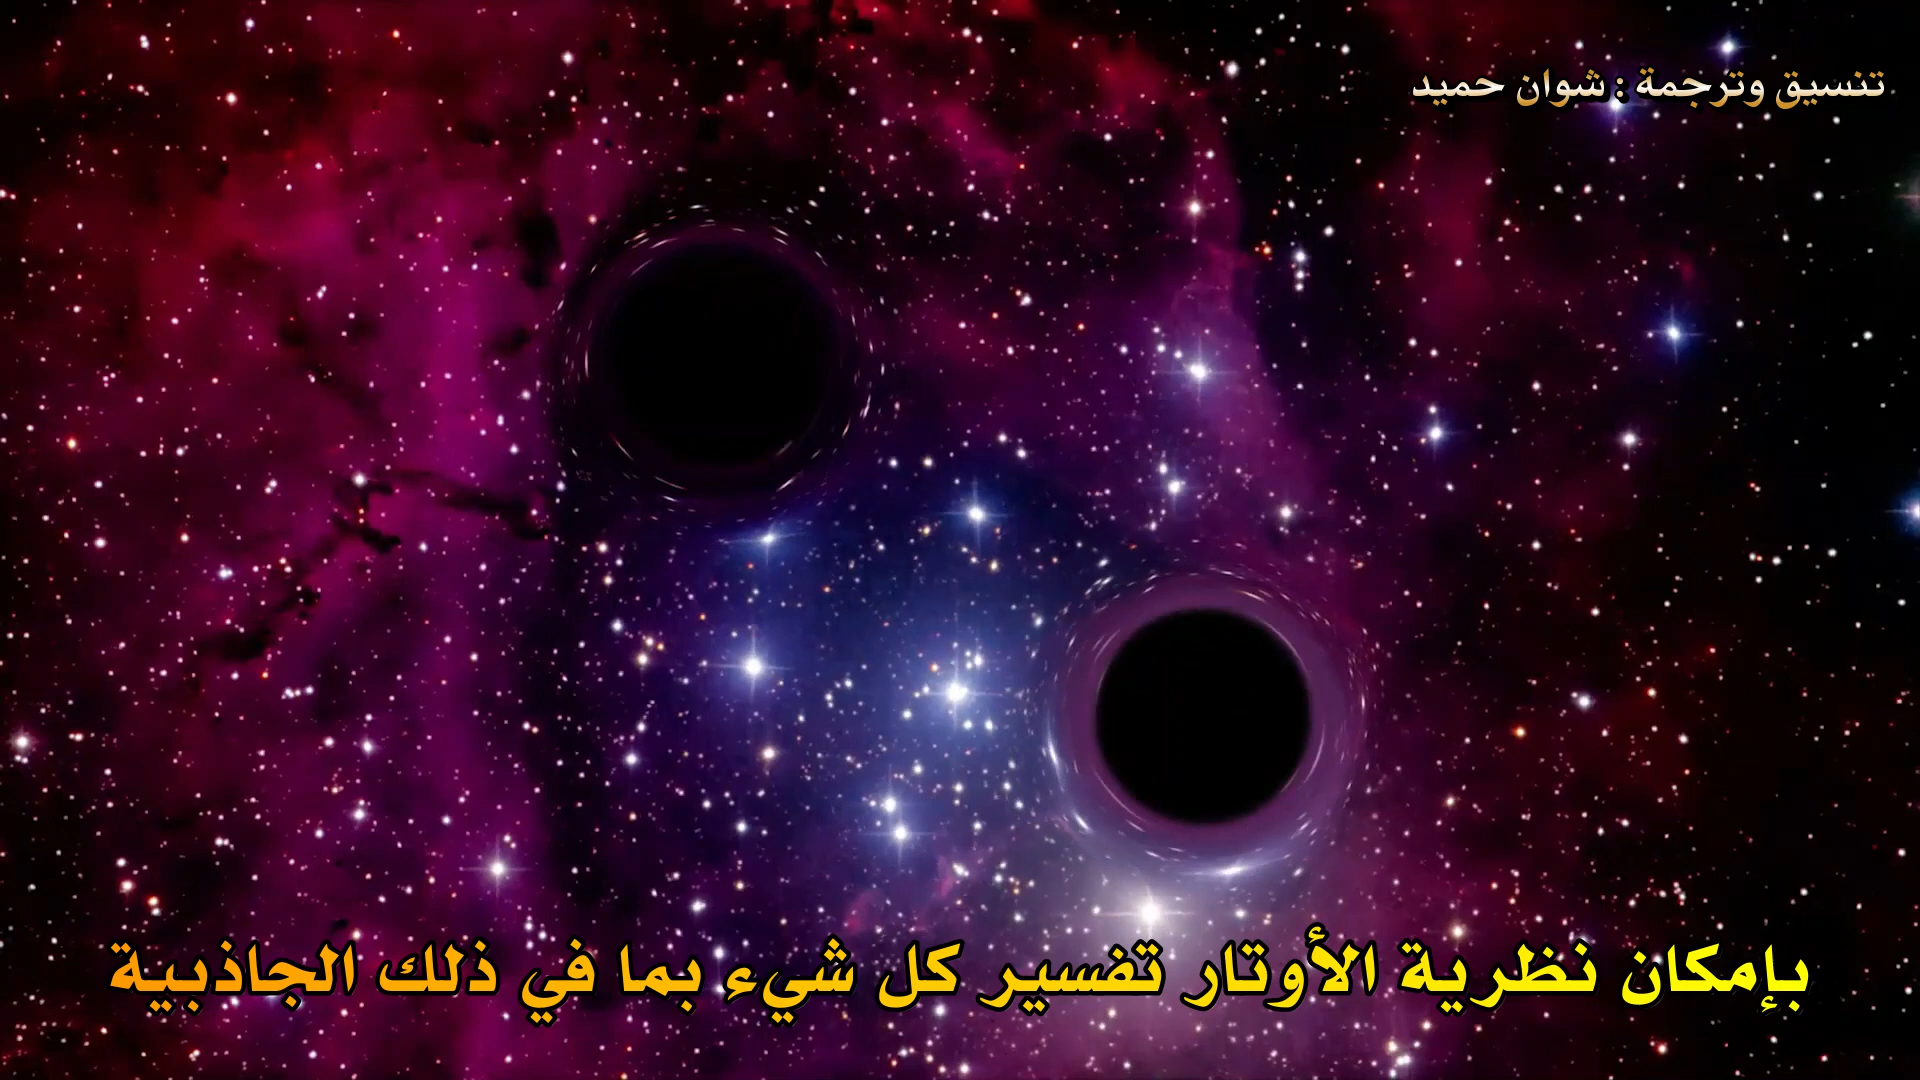 تنسيق وترجمة : شوان حميد
بإمكان نظرية الأوتار تفسير كل شيء بما في ذلك الجاذبية